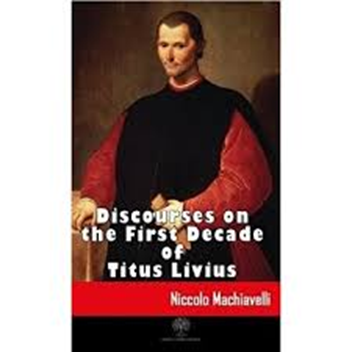 Discourses on
the First Decade
of
Titus Livius
Niccolo Machiavelli